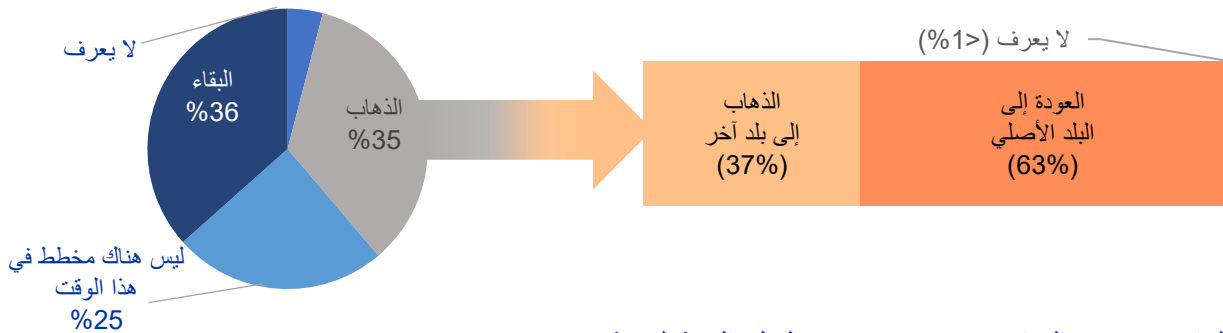 لا يعرف
البقاء
%36
الذهاب
%35
ليس هناك مخطط في
هذا الوقت
%25
لا يعرف (<1%)
العودة إلى
البلد الأصلي
(63%)
الذهاب
إلى بلد آخر
(37%)